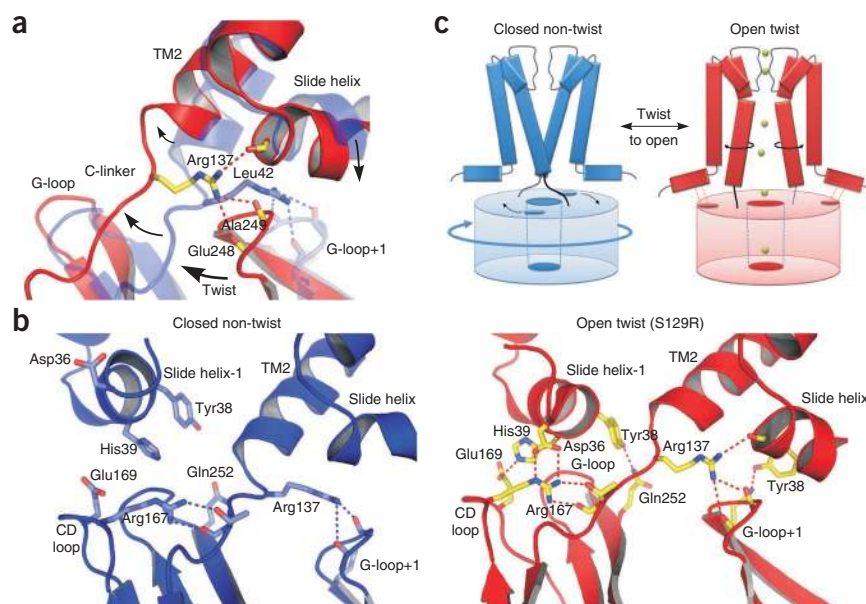 a
TM2
Slide helix
C-linker
Arg137
Leu42
G-loop
Ala249
Glu248
G-loop+1
Twist
c
Closed non-twist
Open twist
Twist
to open
b
Closed non-twist
Asp36
Slide helix-1
TM2
Tyr38
Slide helix
His39
Glu169
Gln252
Arg137
Arg167
CD
loop
G-loop+1
Open twist (S129R)
TM2
Slide helix-1
Slide helix
His39
Asp36
Tyr38
Arg137
Glu169
G-loop
Tyr38
Gln252
CD
loop
Arg167
G-loop+1